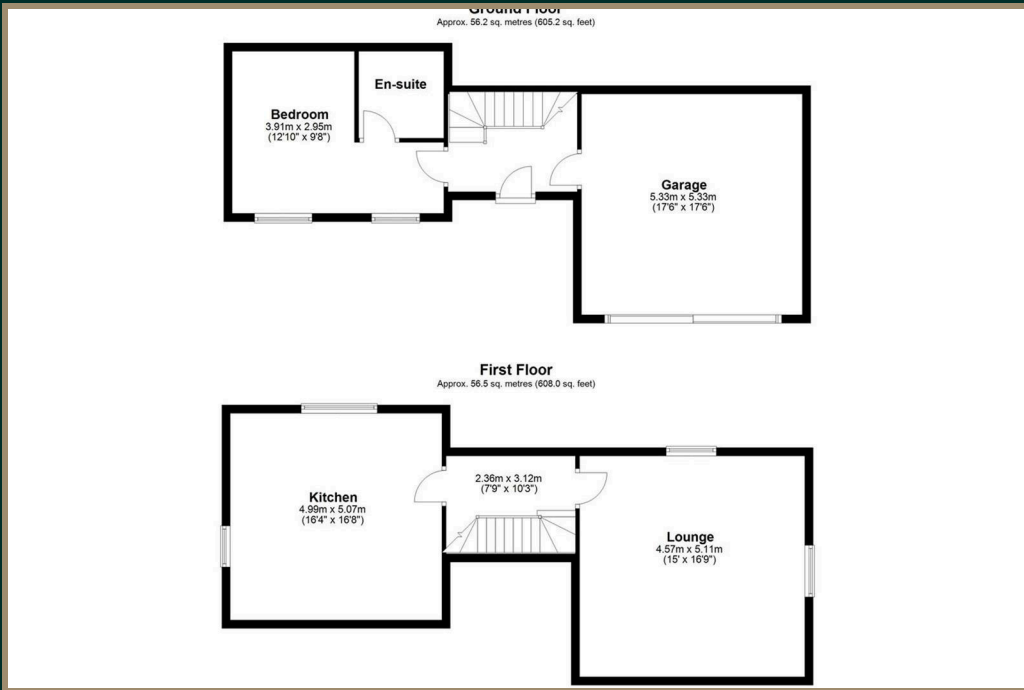 Ground Floor
Approx. 56.2 sq. metres (605.2 sq. feet)
En-suite
Bedroom
3.91m x 2.95m
(12'10" x 9'8")
Garage
5.33m x 5.33m
(17'6" x 17'6")
First Floor
Approx. 56.5 sq. metres (608.0 sq. feet)
2.36m x 3.12m
(7'9" x 10'3")
Kitchen
4.99m x 5.07m
(16'4" x 16'8")
Lounge
4.57m x 5.11m
(15' x 16'9")